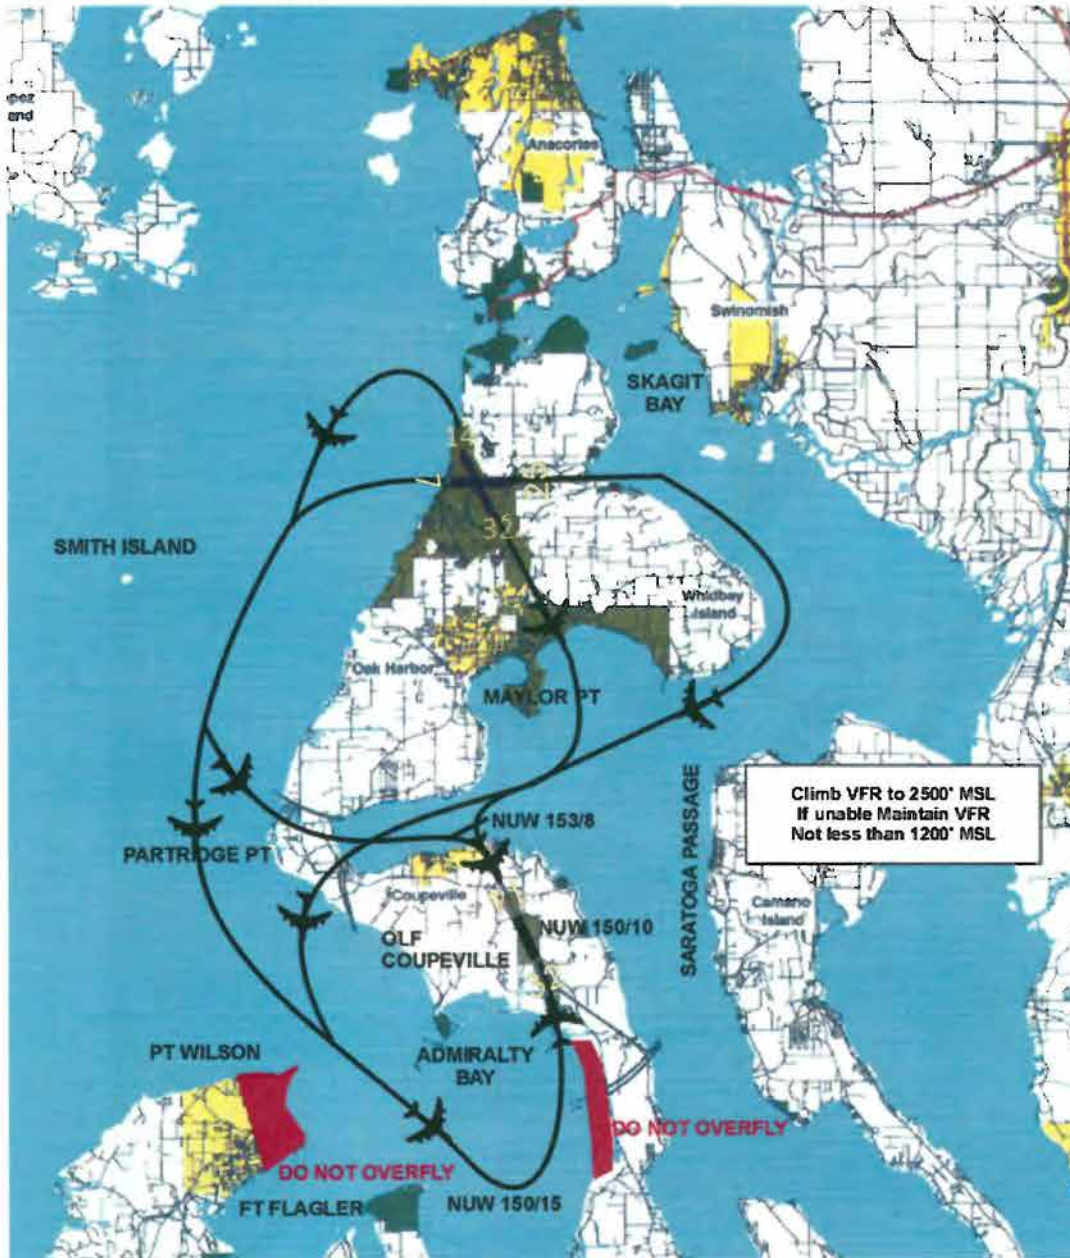 Anacortes
Swinomish
SKAGIT
BAY
14
7
25
32
SMITH ISLAND
Whidbey
Island
Oak Harbor
MAYLOR PT
SARATOGA PASSAGE
Climb VFR to 2500' MSL
If unable Maintain VFR
Not less than 1200' MSL
NUW 153/8
PARTRIDGE PT
Coupeville
Camano
Island
NUW 150/10
OLF
COUPEVILLE
32
PT WILSON
ADMIRALTY
BAY
DO NOT OVERFLY
DO NOT OVERFLY
NUW 150/15
FT FLAGLER